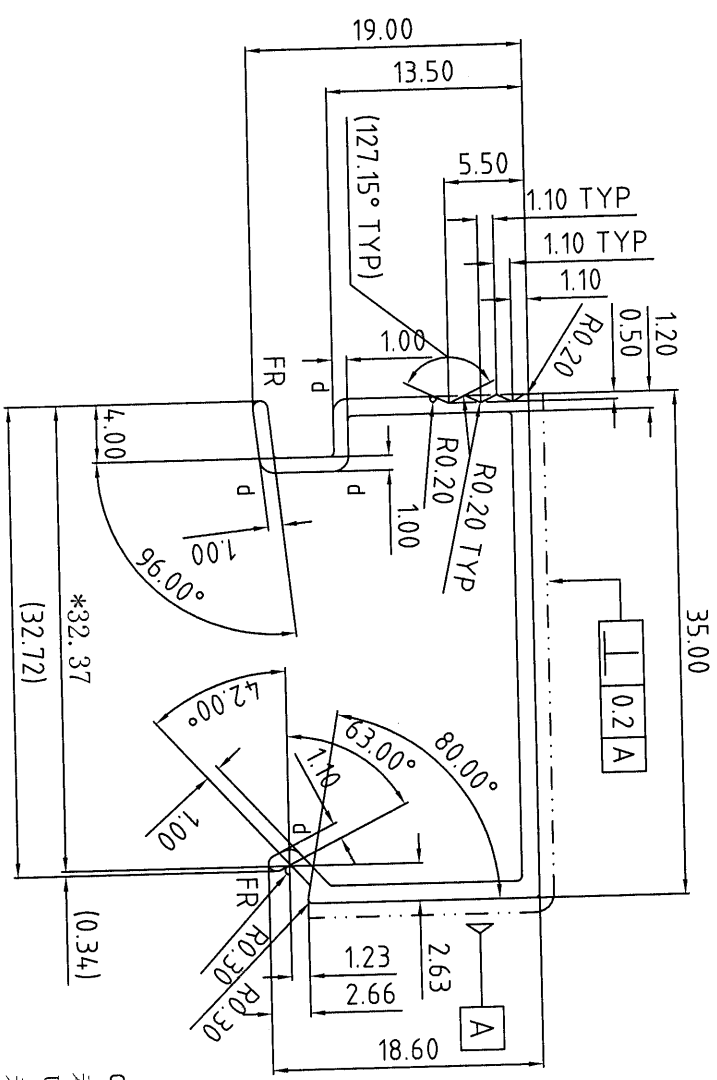 19.00
13.50
5.50
1.10 TYP
1.10 TYP
1.10
(127.15° TYP)
R0.20
0.50
1.20
1.00
FR
d
35.00
4.00
d
d
R0.20
R0.20 TYP
1.00
1.00
96.00°
⊥ 0.2 A
*32.37
(32.72)
42.00°
63.00°
80.00°
1.10
1.00
d
FR
(0.34)
R0.30
R0.30
1.23
2.66
2.63
A
18.60